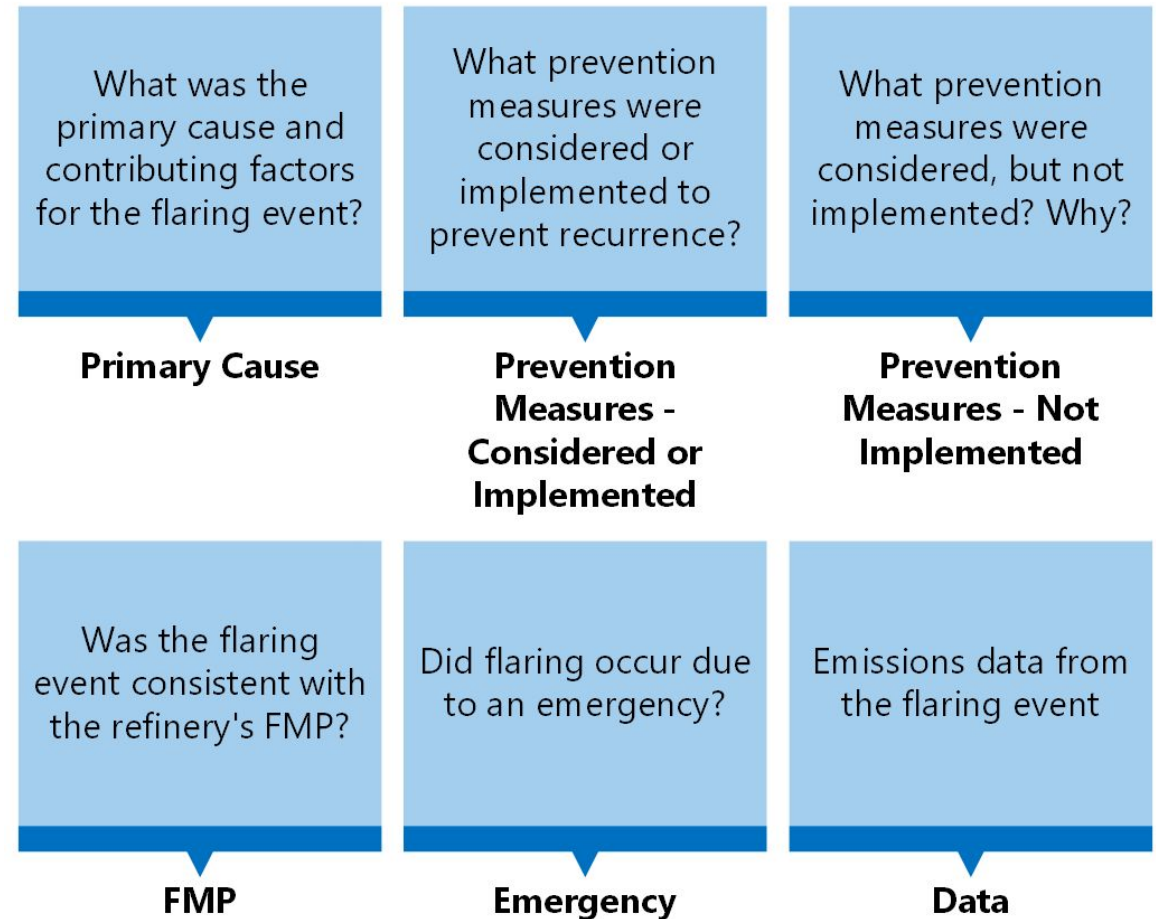 What was the
primary cause and
contributing factors
for the flaring event?
Primary Cause
What prevention
measures were
considered or
implemented to
prevent recurrence?
Prevention
Measures -
Considered or
Implemented
What prevention
measures were
considered, but not
implemented? Why?
Prevention
Measures - Not
Implemented
Was the flaring
event consistent with
the refinery's FMP?
FMP
Did flaring occur due
to an emergency?
Emergency
Emissions data from
the flaring event
Data